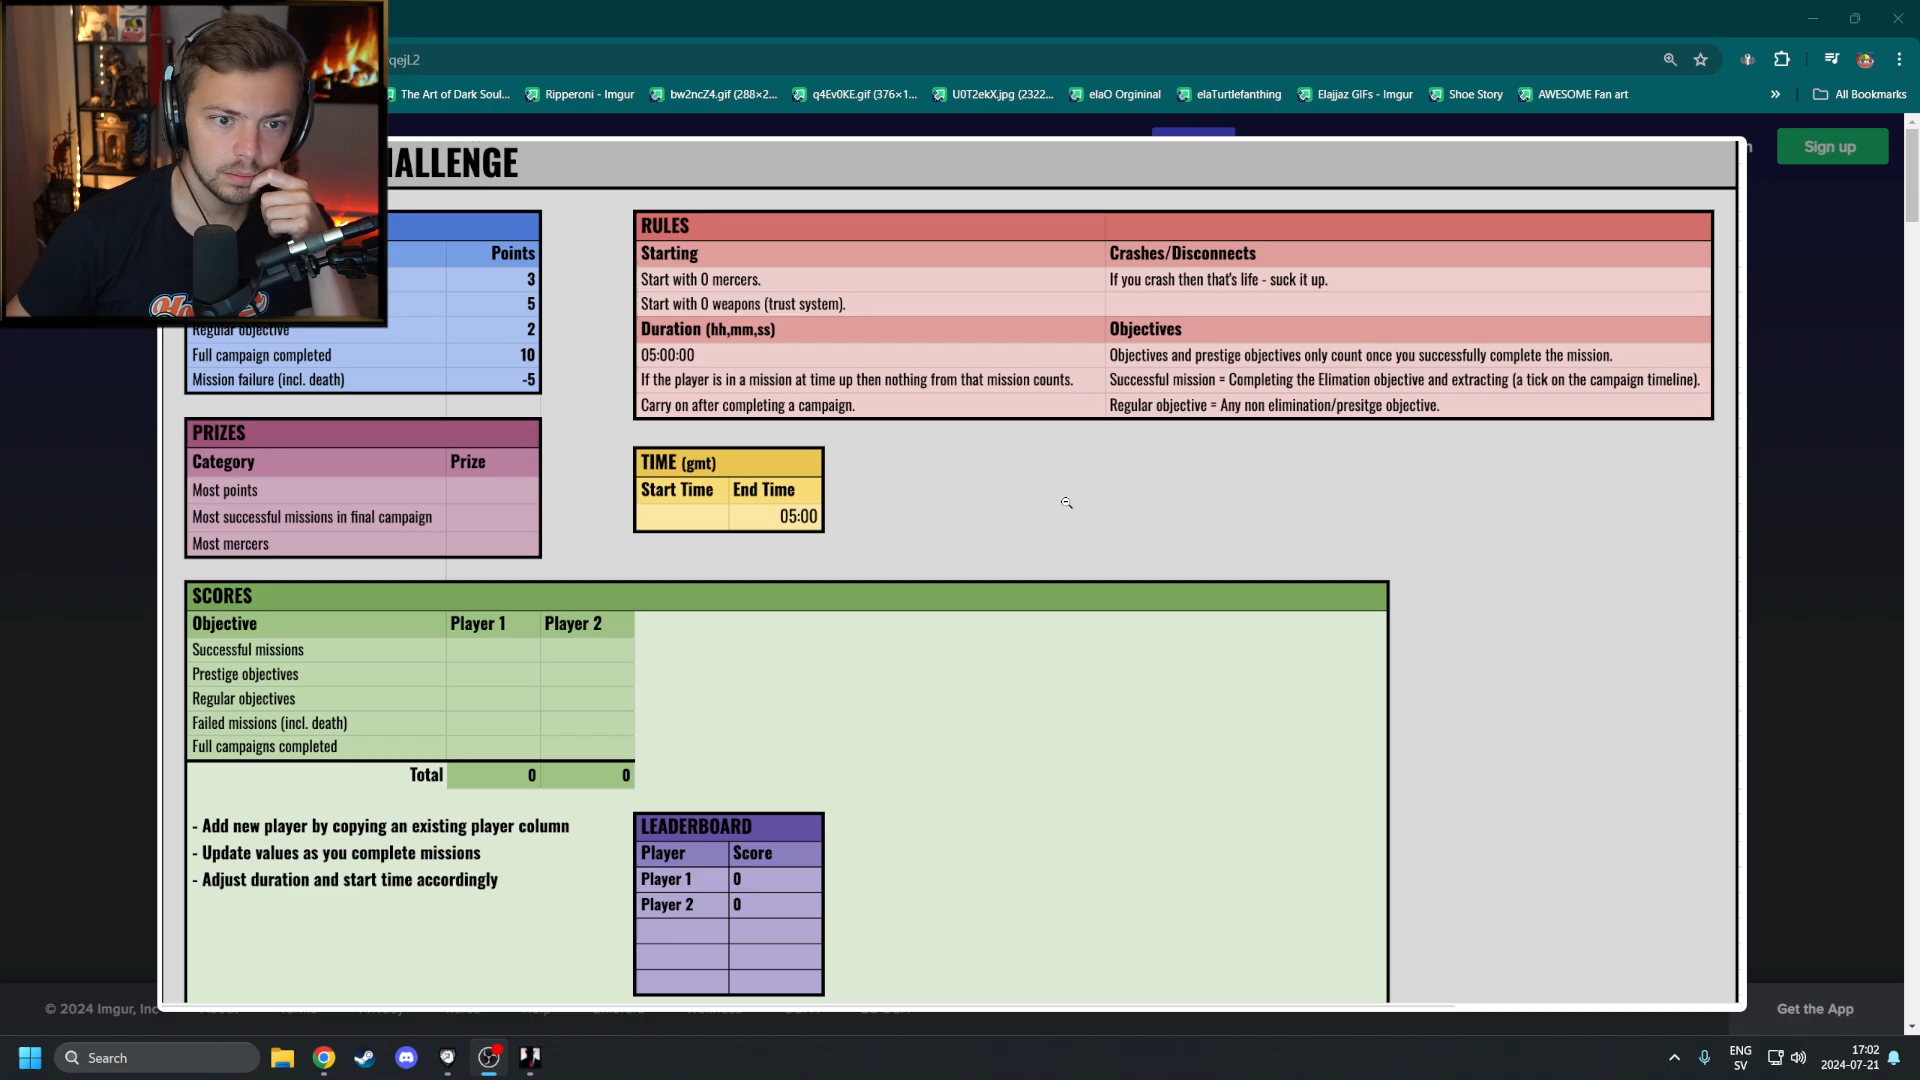 qejL2
The Art of Dark Soul...
Ripperoni - Imgur
bw2ncZ4.gif (288×2...
q4Ev0KE.gif (376×1...
U0T2ekX.jpg (2322...
elaO Orgininal
elaTurtlefanthing
Elajjaz GIFs - Imgur
Shoe Story
AWESOME Fan art
»
All Bookmarks
Sign up
HALLENGE
Points
3
5
Regular objective 2
Full campaign completed 10
Mission failure (incl. death) -5
RULES
Starting Crashes/Disconnects
Start with 0 mercers. If you crash then that's life - suck it up.
Start with 0 weapons (trust system).
Duration (hh,mm,ss) Objectives
05:00:00 Objectives and prestige objectives only count once you successfully complete the mission.
If the player is in a mission at time up then nothing from that mission counts. Successful mission = Completing the Elimation objective and extracting (a tick on the campaign timeline).
Carry on after completing a campaign. Regular objective = Any non elimination/presitge objective.
PRIZES
Category Prize
Most points
Most successful missions in final campaign
Most mercers
TIME (gmt)
Start Time End Time
05:00
SCORES
Objective Player 1 Player 2
Successful missions
Prestige objectives
Regular objectives
Failed missions (incl. death)
Full campaigns completed
Total 0 0
- Add new player by copying an existing player column
- Update values as you complete missions
- Adjust duration and start time accordingly
LEADERBOARD
Player Score
Player 1 0
Player 2 0
© 2024 Imgur, Inc
Get the App
Search
ENG
SV
17:02
2024-07-21